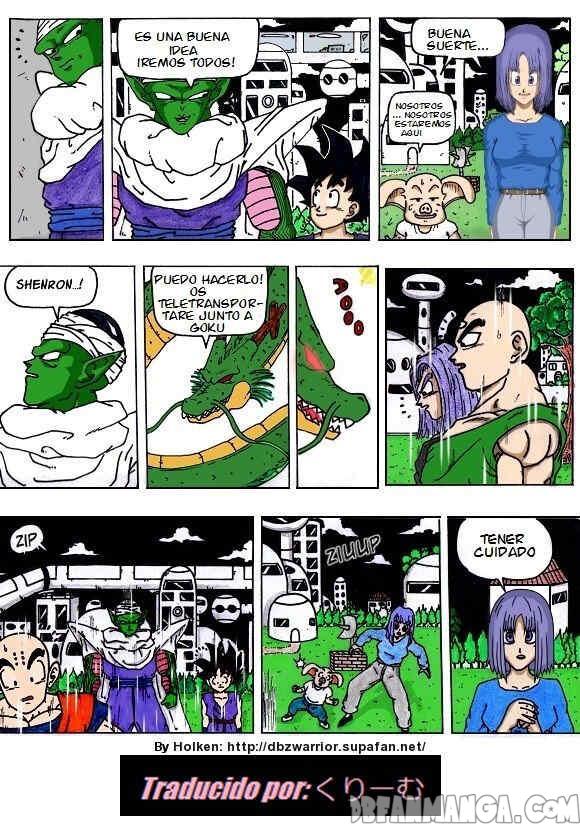 ES UNA BUENA
IDEA
IREMOS TODOS!
BUENA
SUERTE...
NOSOTROS
... NOSOTROS
ESTAREMOS
AQUI
SHENRON...!
PUEDO HACERLO!
OS
TELETRANSPOR-
TARE JUNTO A
GOKU
AOOO
ZIP
ZIUUP
TENER
CUIDADO
By Holken: http://dbzwarrior.supafan.net/
Traducido por: くりーむ
DBFANMANGA.COM